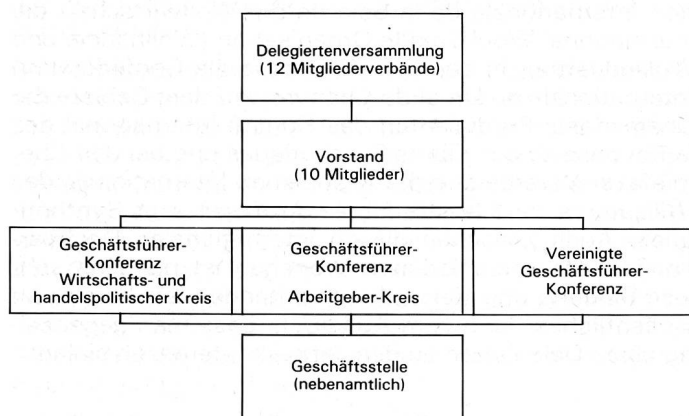 Delegiertenversammlung
(12 Mitgliederverbände)
Vorstand
(10 Mitglieder)
Geschäftsführer-
Konferenz
Wirtschafts- und
handelspolitischer Kreis
Geschäftsführer-
Konferenz
Arbeitgeber-Kreis
Vereinigte
Geschäftsführer-
Konferenz
Geschäftsstelle
(nebenamtlich)